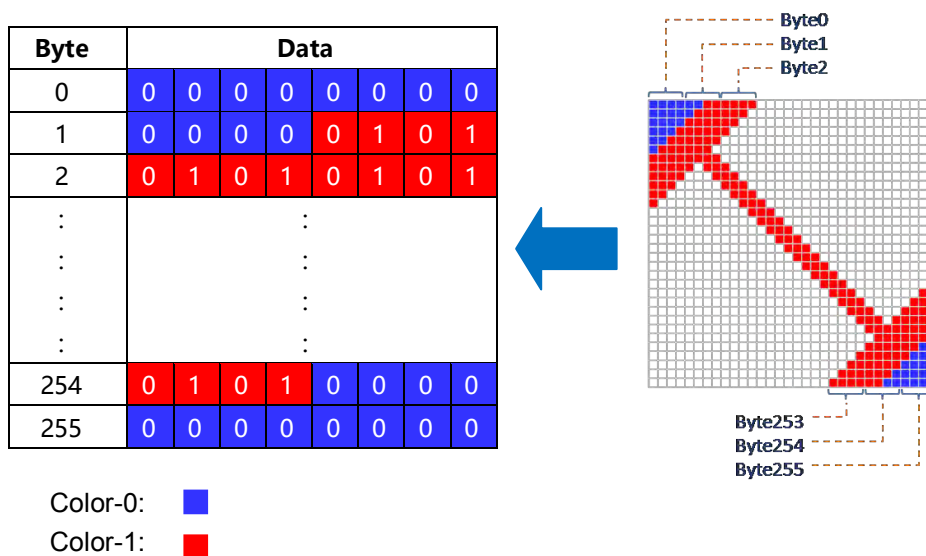 Byte Data
0 0 0 0 0 0 0 0 0
1 0 0 0 0 0 1 0 1
2 0 1 0 1 0 1 0 1
: :
: :
: :
: :
254 0 1 0 1 0 0 0 0
255 0 0 0 0 0 0 0 0
Color-0:
Color-1:
Byte0
Byte1
Byte2
Byte253
Byte254
Byte255